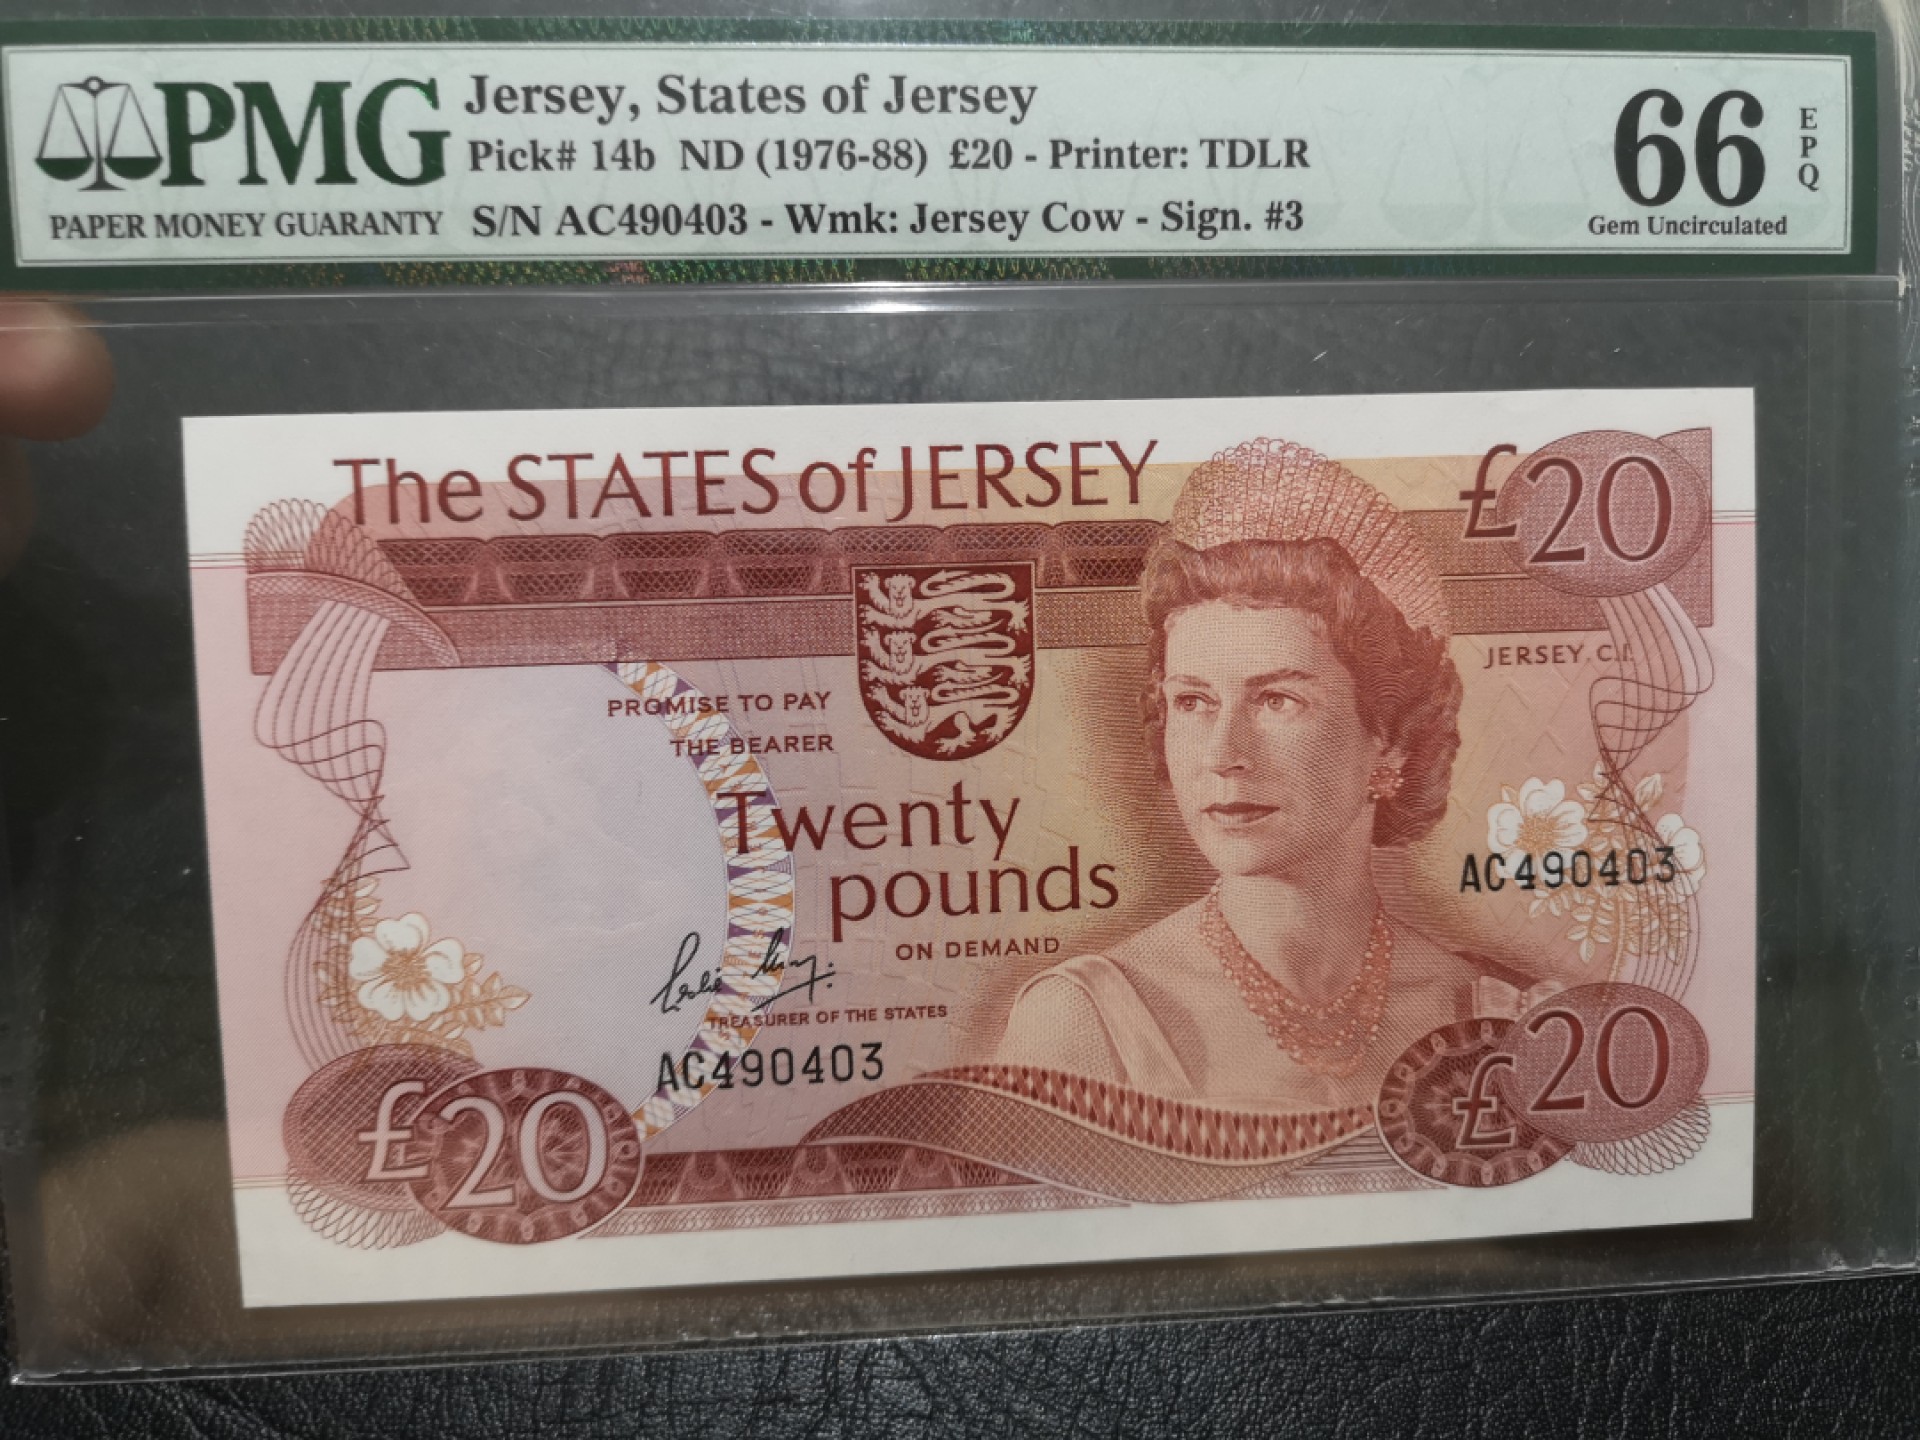 PMG
PAPER MONEY GUARANTY
Jersey, States of Jersey
Pick# 14b ND (1976-88) £20 - Printer: TDLR
S/N AC490403 - Wmk: Jersey Cow - Sign. #3
66
EPQ
Gem Uncirculated
The STATES of JERSEY
£20
JERSEY, C.I.
PROMISE TO PAY
THE BEARER
Twenty
pounds
ON DEMAND
AC490403
TREASURER OF THE STATES
AC490403
£20
£20